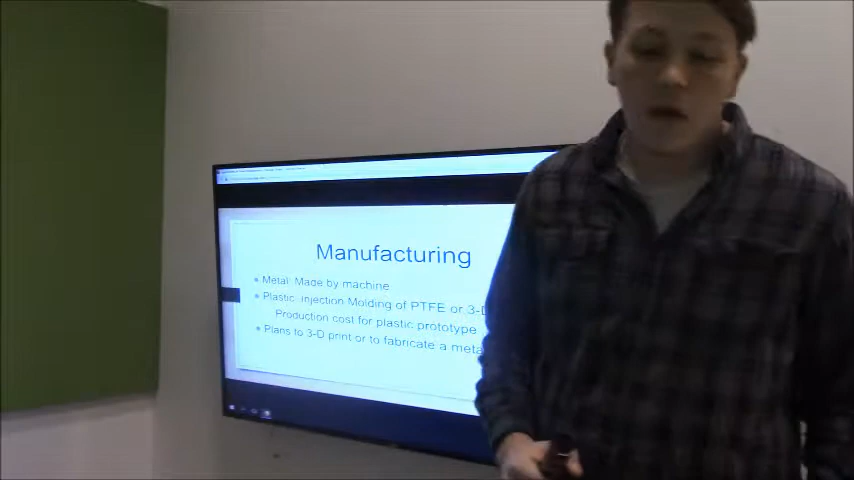 Manufacturing
Metal: Made by machine
Plastic: Injection Molding of PTFE or 3-D
Production cost for plastic prototype
Plans to 3-D print or to fabricate a metal